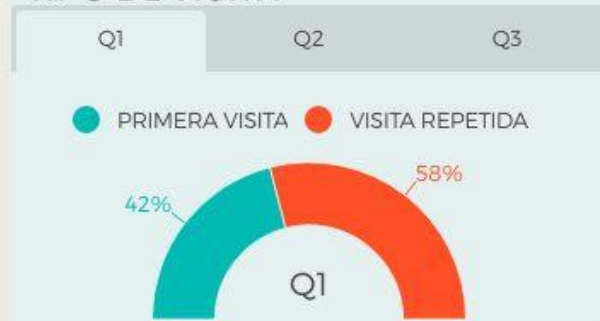 Q1 Q2 Q3
PRIMERA VISITA VISITA REPETIDA
58%
42%
Q1